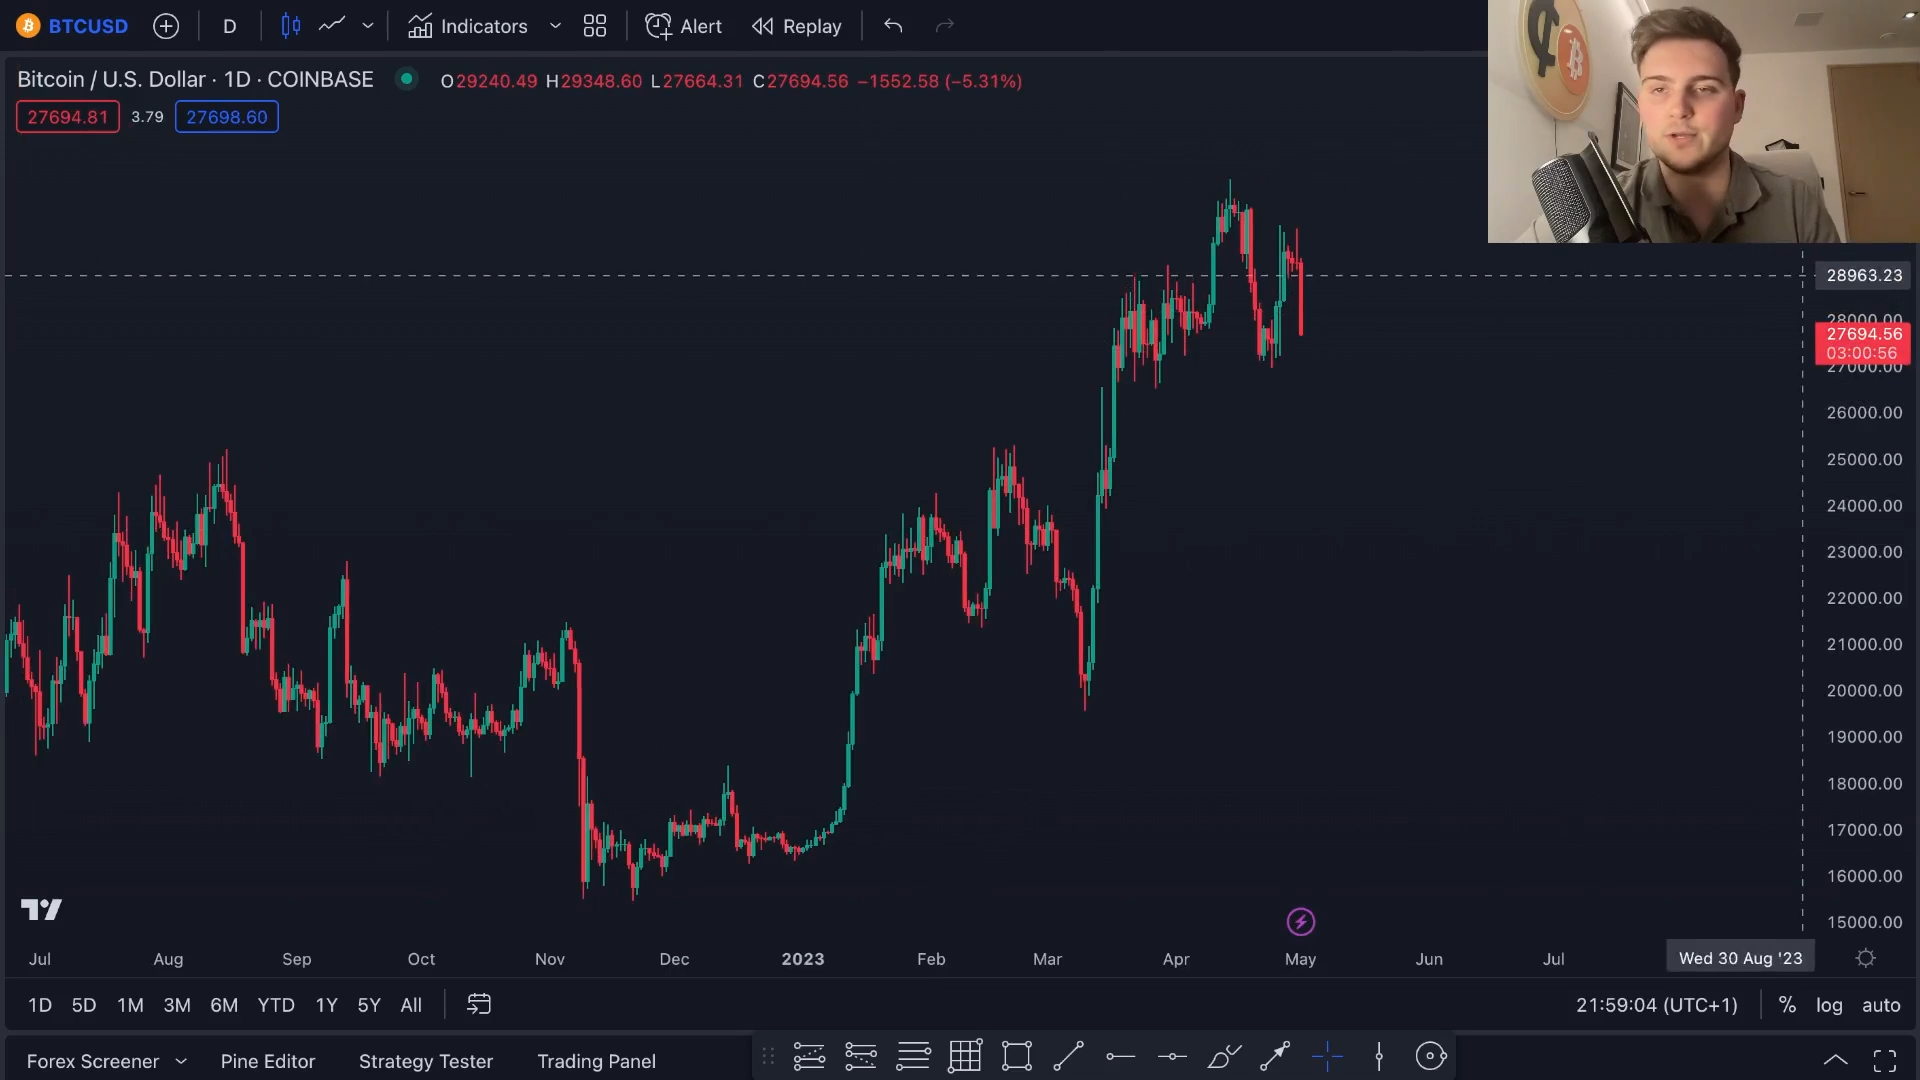 BTCUSD D Indicators Alert Replay
Bitcoin / U.S. Dollar · 1D · COINBASE O29240.49 H29348.60 L27664.31 C27694.56 −1552.58 (−5.31%)
27694.81 3.79 27698.60
28963.23
28000.00
27694.56
03:00:56
27000.00
26000.00
25000.00
24000.00
23000.00
22000.00
21000.00
20000.00
19000.00
18000.00
17000.00
16000.00
15000.00
Jul Aug Sep Oct Nov Dec 2023 Feb Mar Apr May Jun Jul Wed 30 Aug '23
1D 5D 1M 3M 6M YTD 1Y 5Y All 21:59:04 (UTC+1) % log auto
Forex Screener Pine Editor Strategy Tester Trading Panel